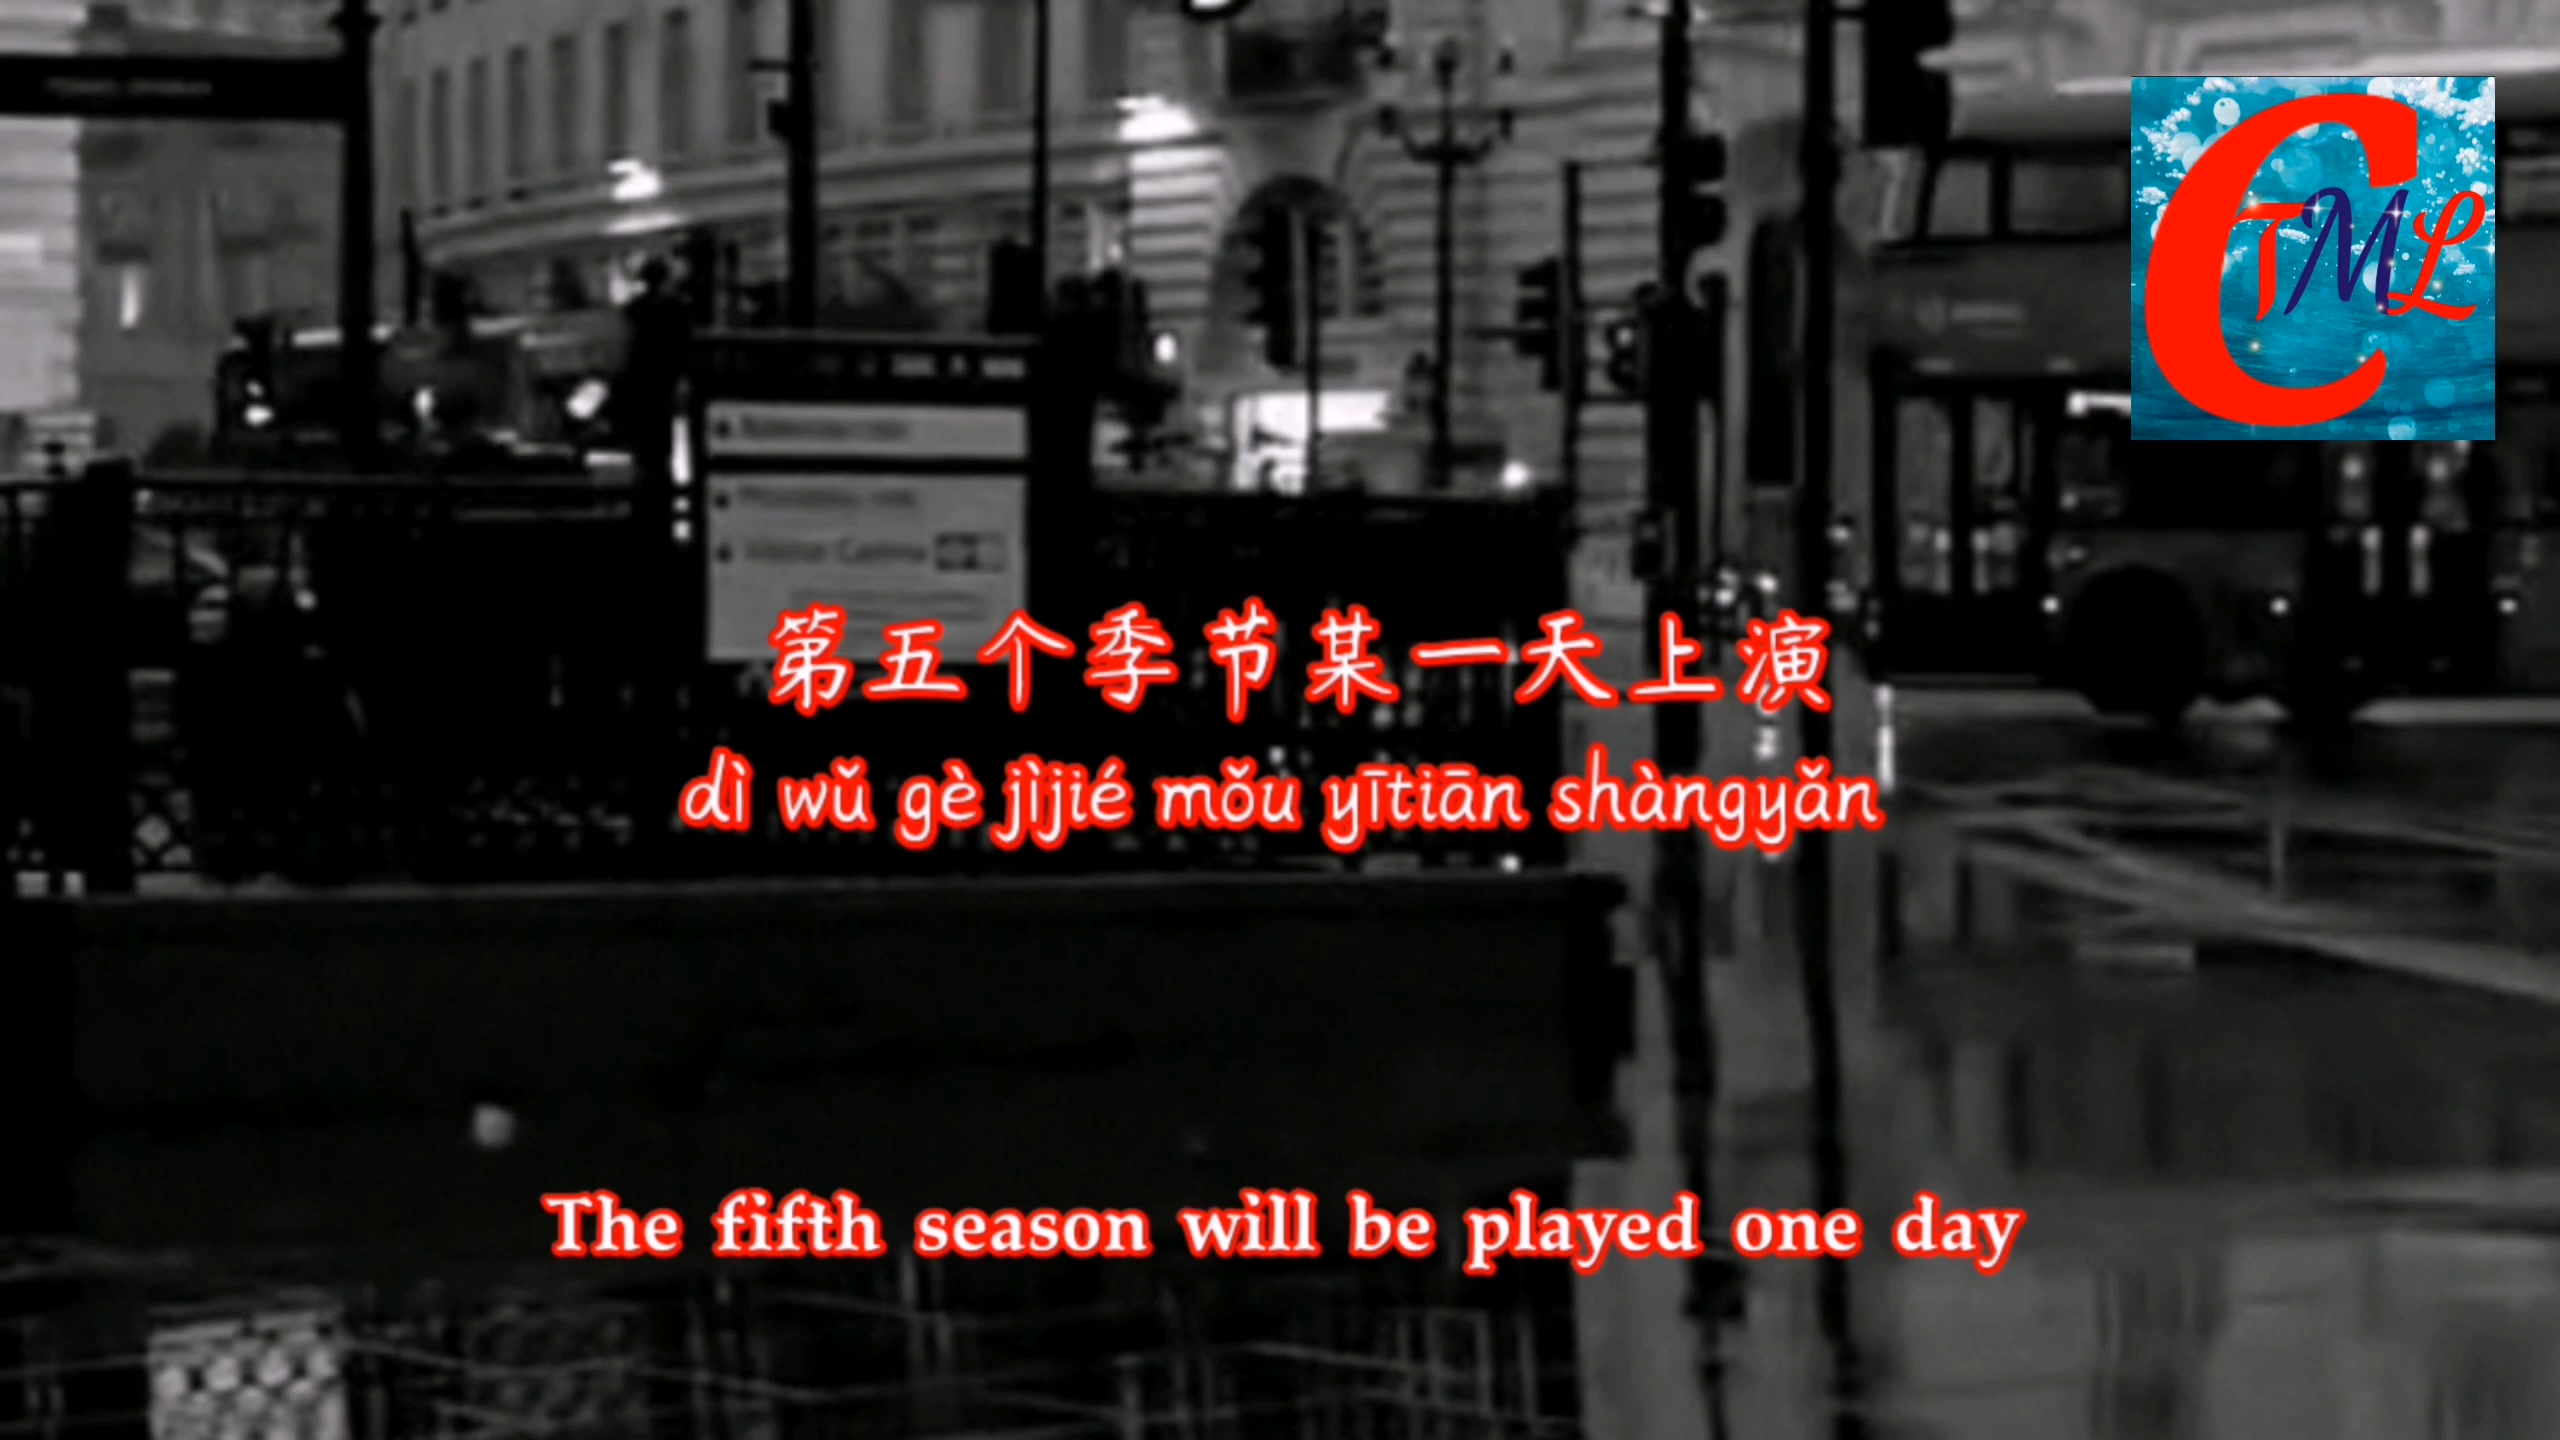 CTML
第五个季节某一天上演
dì wǔ gè jìjié mǒu yītiān shàngyǎn
The fifth season will be played one day